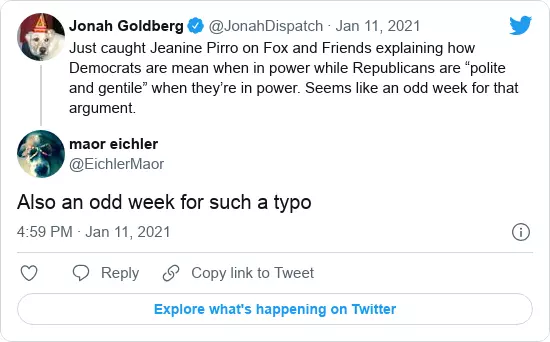 Jonah Goldberg @JonahDispatch · Jan 11, 2021
Just caught Jeanine Pirro on Fox and Friends explaining how
Democrats are mean when in power while Republicans are “polite
and gentile” when they’re in power. Seems like an odd week for that
argument.
maor eichler
@EichlerMaor
Also an odd week for such a typo
4:59 PM · Jan 11, 2021
Reply
Copy link to Tweet
Explore what's happening on Twitter